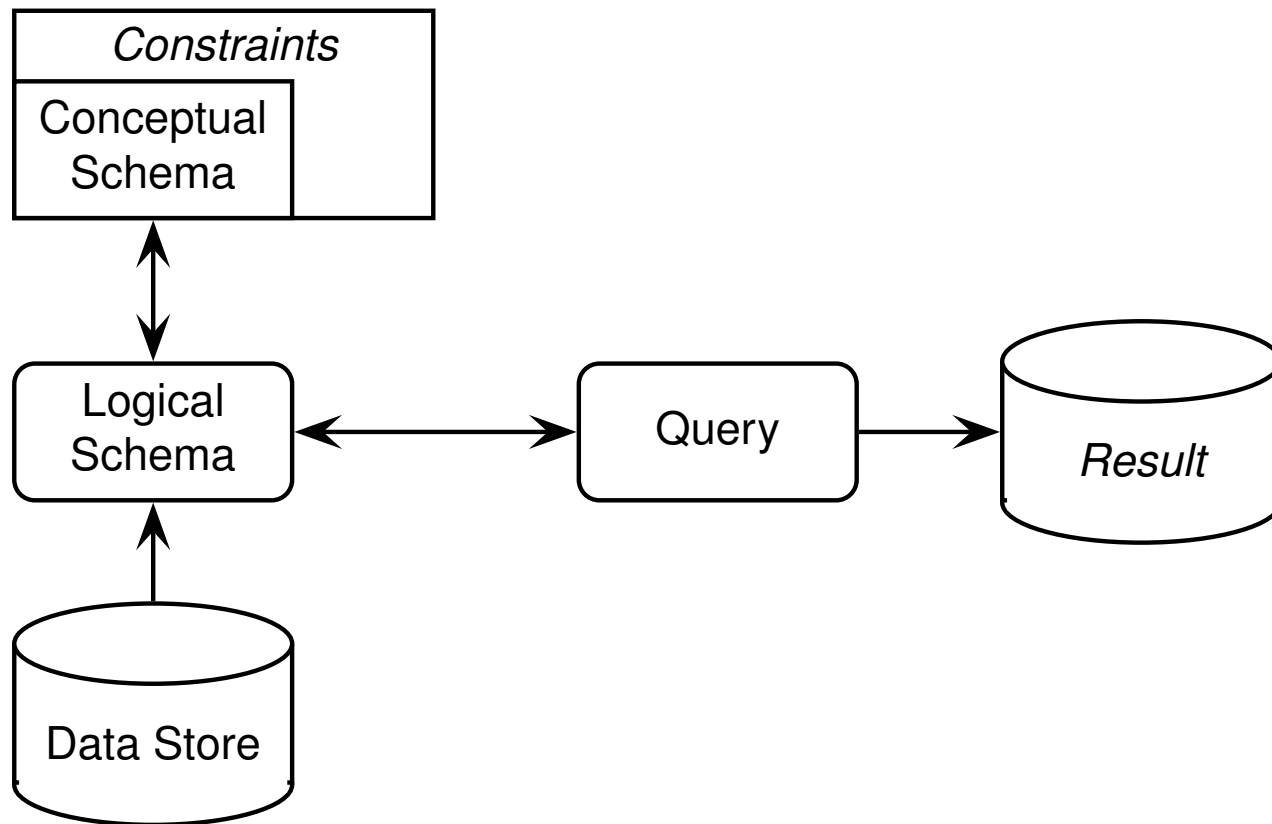 Constraints
Conceptual
Schema
Logical
Schema
Query
Result
Data Store